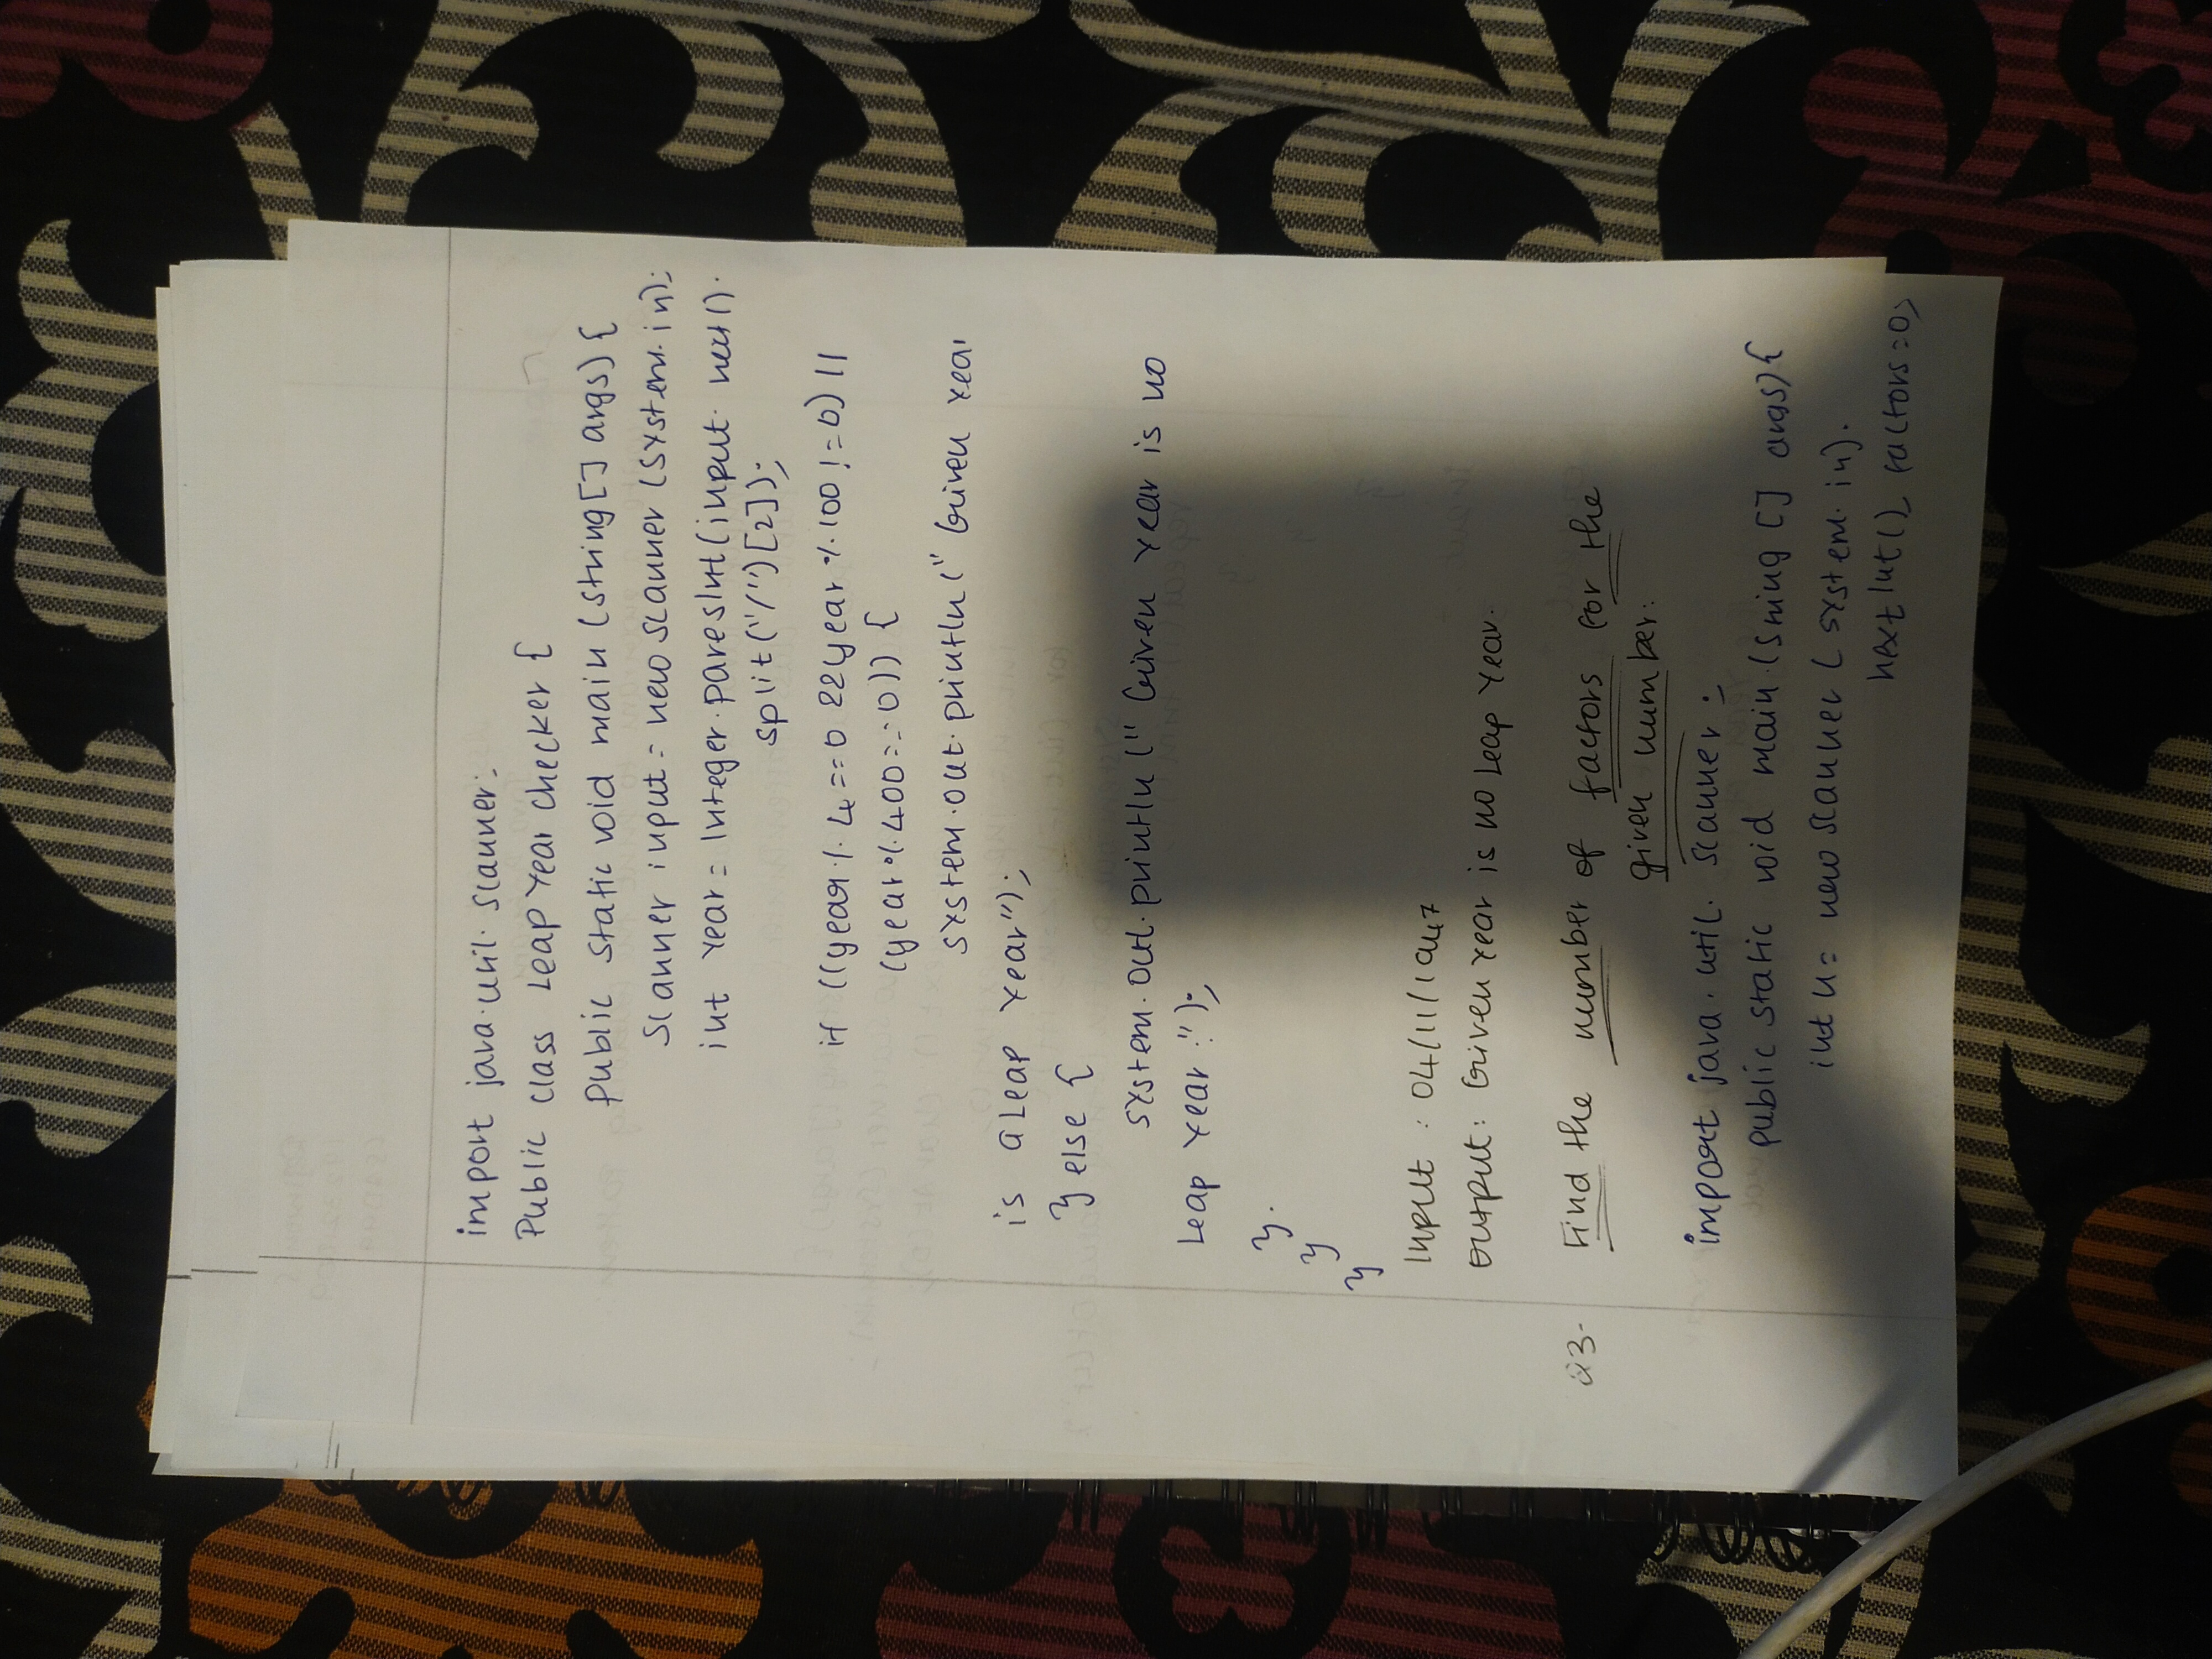 import java.util.scanner;
Public class Leap Year checker {
public static void main (string[] args) {
Scanner input = new scanner (system.in);
int year = Integer.paresInt(input. next().
split("/")[2]);
if ((year % 4 == 0 &&year % 100 != 0) ||
(year % 400 == 0)) {
system.out.println(" Given year
is a Leap Year");
} else {
system.out.println (" Given Year is no
Leap Year .");
}.
}
}
Input : 04/11/1947
output: Given year is no Leap Year.
Q3- Find the number of factors for the
given number:
import java.util. scanner;
public static void main (string [] args) {
int n = new scanner ( system.in).
next Int(), factors=0;